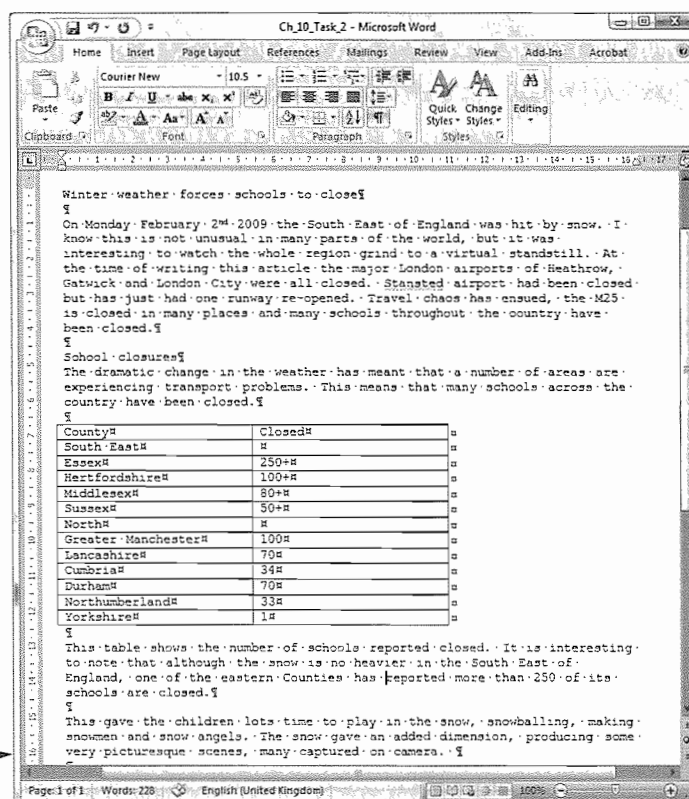 Ch_10_Task_2 - Microsoft Word
Home Insert Page Layout References Mailings Review View Add-Ins Acrobat
Courier New 10.5
Paste
Quick Styles Change Styles Editing
Clipboard Font Paragraph Styles
Winter weather forces schools to close¶
¶
On Monday February 2nd 2009 the South East of England was hit by snow. I
know this is not unusual in many parts of the world, but it was
interesting to watch the whole region grind to a virtual standstill. At
the time of writing this article the major London airports of Heathrow,
Gatwick and London City were all closed. Stansted airport had been closed
but has just had one runway re-opened. Travel chaos has ensued, the M25
is closed in many places and many schools throughout the country have
been closed.¶
¶
School closures¶
The dramatic change in the weather has meant that a number of areas are
experiencing transport problems. This means that many schools across the
country have been closed.¶
¶
County¤ Closed¤
South East¤ ¤
Essex¤ 250+¤
Hertfordshire¤ 100+¤
Middlesex¤ 80+¤
Sussex¤ 50+¤
North¤ ¤
Greater Manchester¤ 100¤
Lancashire¤ 70¤
Cumbria¤ 34¤
Durham¤ 70¤
Northumberland¤ 33¤
Yorkshire¤ 1¤
¶
This table shows the number of schools reported closed. It is interesting
to note that although the snow is no heavier in the South East of
England, one of the eastern Counties has reported more than 250 of its
schools are closed.¶
¶
This gave the children lots time to play in the snow, snowballing, making
snowmen and snow angels. The snow gave an added dimension, producing some
very picturesque scenes, many captured on camera. ¶
Page: 1 of 1 Words: 228 English (United Kingdom) 100%